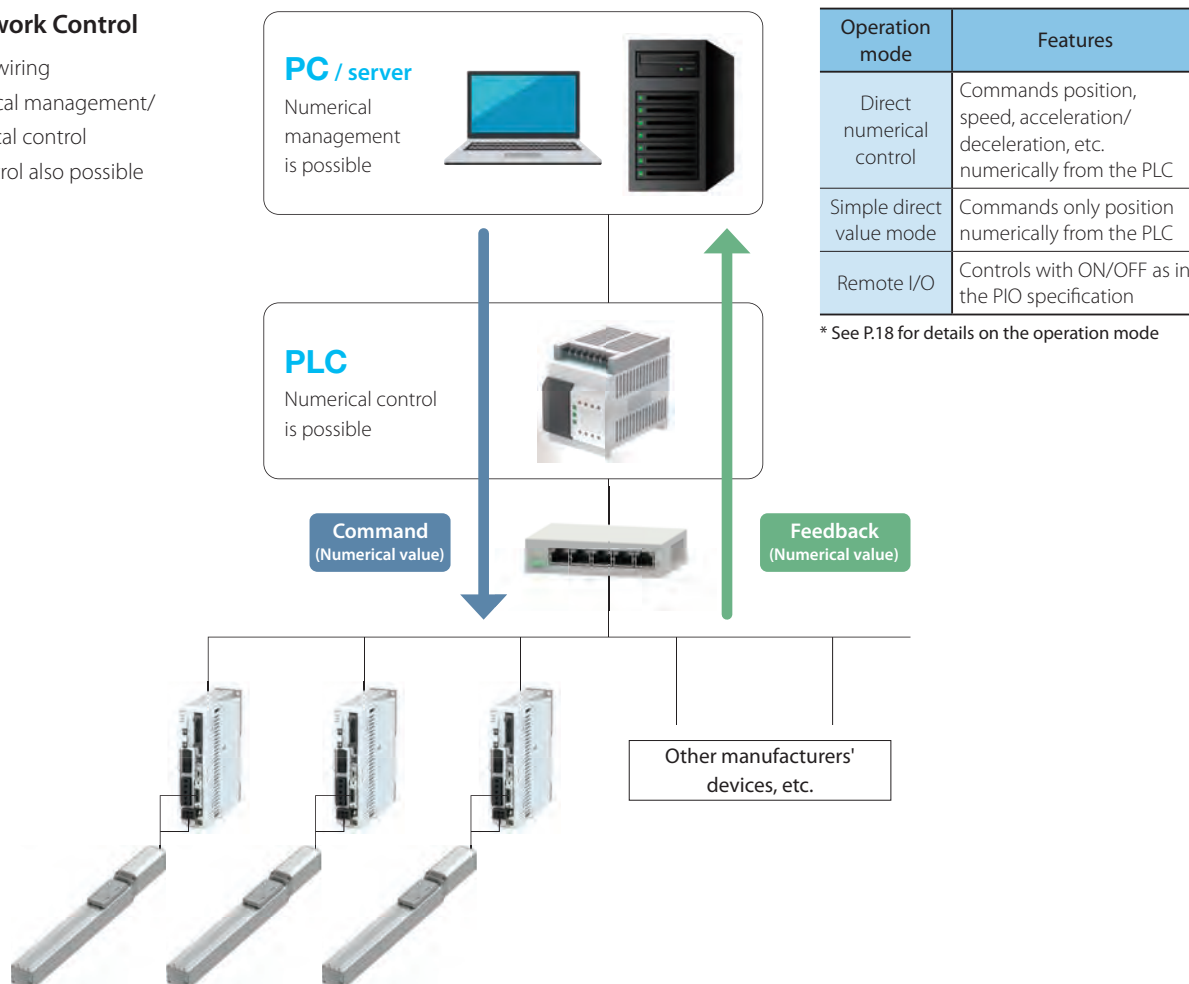 work Control
wiring
cal management/
cal control
rol also possible
PC / server
Numerical
management
is possible
PLC
Numerical control
is possible
Command
(Numerical value)
Feedback
(Numerical value)
Other manufacturers'
devices, etc.
Operation
mode
Features
Direct
numerical
control
Commands position,
speed, acceleration/
deceleration, etc.
numerically from the PLC
Simple direct
value mode
Commands only position
numerically from the PLC
Remote I/O
Controls with ON/OFF as in
the PIO specification
* See P.18 for details on the operation mode